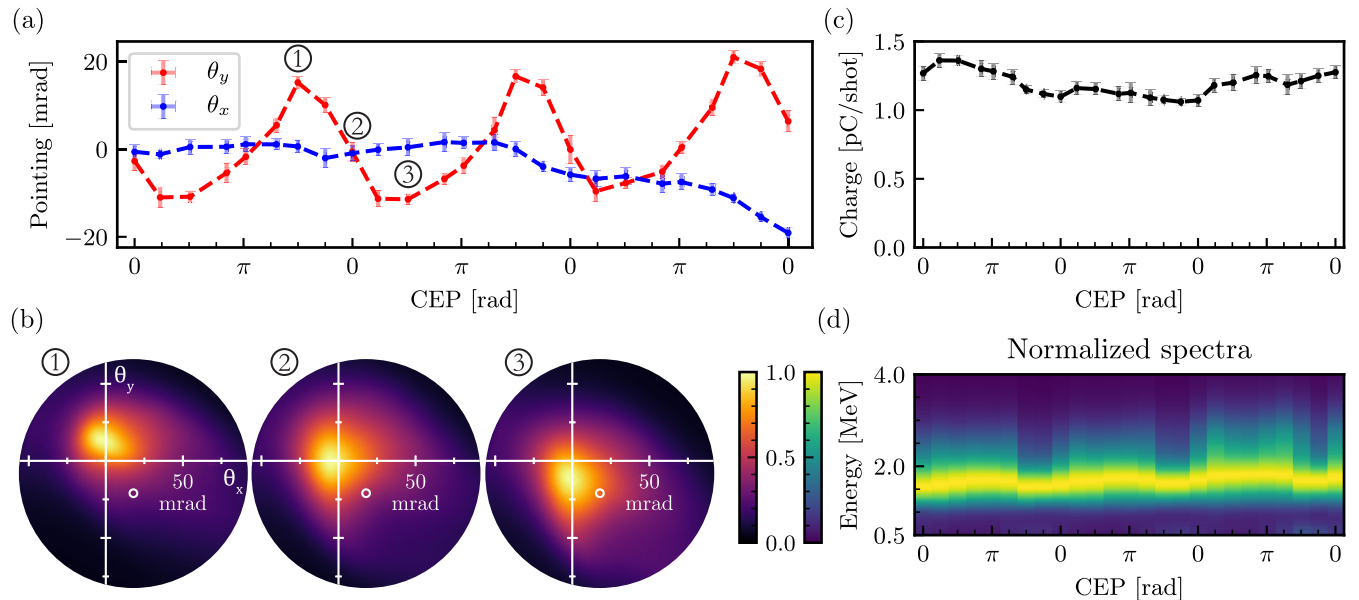 (a)
θy
θx
1
2
3
20
0
−20
Pointing [mrad]
0 π 0 π 0 π 0
CEP [rad]
(c)
1.5
1.0
0.5
0.0
Charge [pC/shot]
0 π 0 π 0 π 0
CEP [rad]
(b)
1
θy
θx
50
mrad
2
50
mrad
3
50
mrad
1.0
0.0
(d)
Normalized spectra
4.0
2.0
0.5
Energy [MeV]
0 π 0 π 0 π 0
CEP [rad]